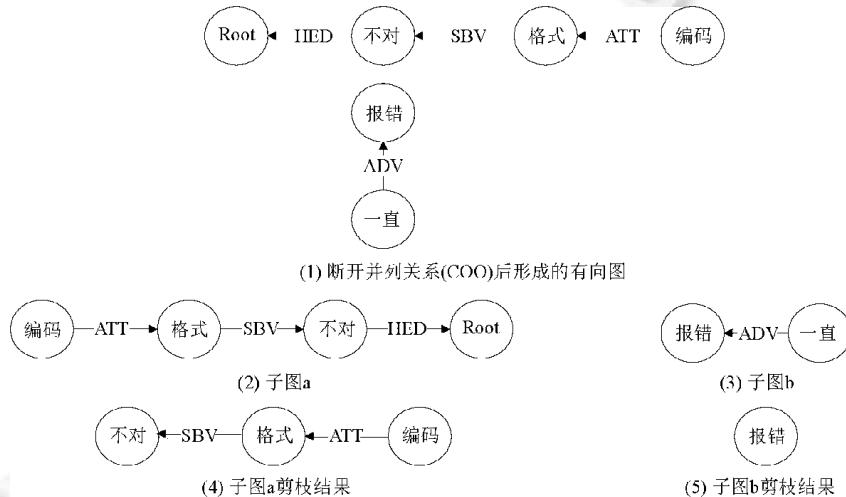 Root HED 不对 SBV 格式 ATT 编码
报错
ADV
一直
(1) 断开并列关系(COO)后形成的有向图
编码 ATT 格式 SBV 不对 HED Root
报错 ADV 一直
(2) 子图a
(3) 子图b
不对 SBV 格式 ATT 编码
报错
(4) 子图a剪枝结果
(5) 子图b剪枝结果